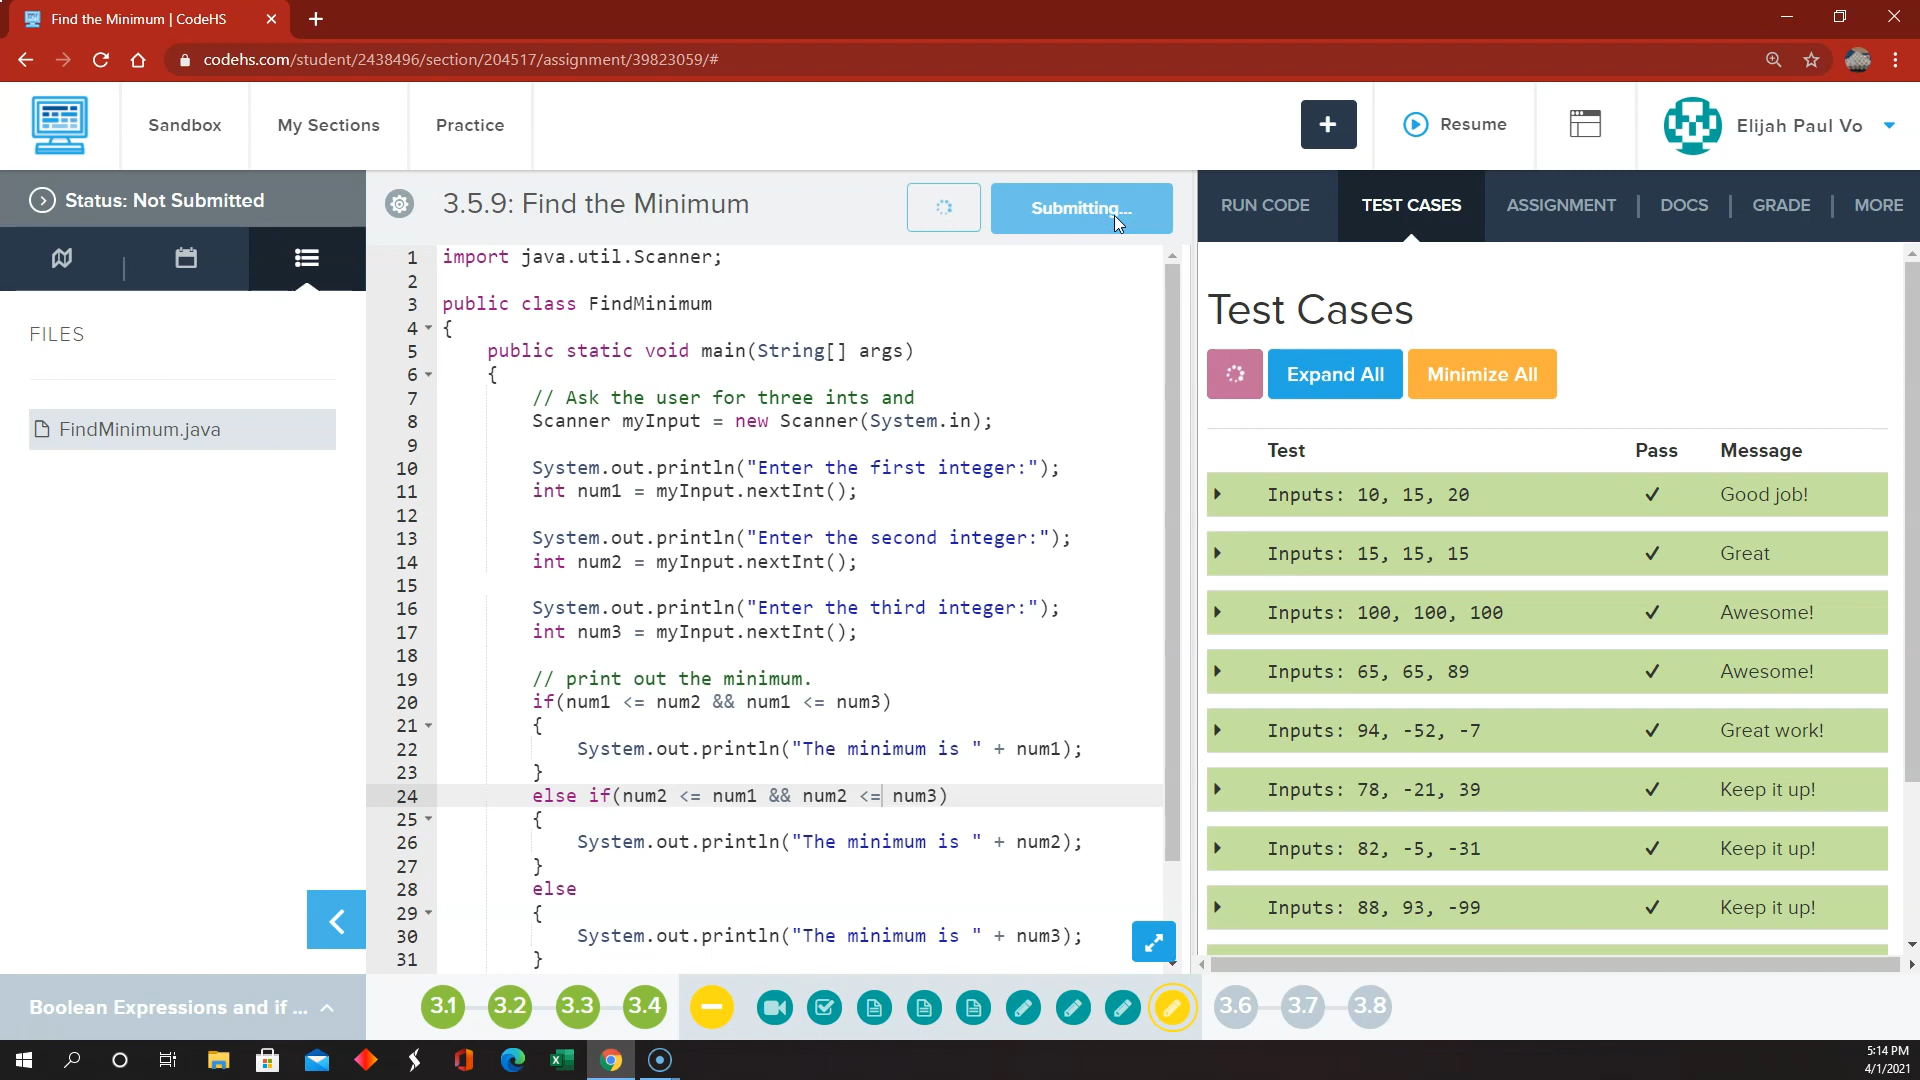 Find the Minimum | CodeHS
codehs.com/student/2438496/section/204517/assignment/39823059/#
Sandbox
My Sections
Practice
+
Resume
Elijah Paul Vo
Status: Not Submitted
3.5.9: Find the Minimum
Submitting...
RUN CODE
TEST CASES
ASSIGNMENT
DOCS
GRADE
MORE
FILES
FindMinimum.java
1 import java.util.Scanner;
2
3 public class FindMinimum
4 {
5 public static void main(String[] args)
6 {
7 // Ask the user for three ints and
8 Scanner myInput = new Scanner(System.in);
9
10 System.out.println("Enter the first integer:");
11 int num1 = myInput.nextInt();
12
13 System.out.println("Enter the second integer:");
14 int num2 = myInput.nextInt();
15
16 System.out.println("Enter the third integer:");
17 int num3 = myInput.nextInt();
18
19 // print out the minimum.
20 if(num1 <= num2 && num1 <= num3)
21 {
22 System.out.println("The minimum is " + num1);
23 }
24 else if(num2 <= num1 && num2 <= num3)
25 {
26 System.out.println("The minimum is " + num2);
27 }
28 else
29 {
30 System.out.println("The minimum is " + num3);
31 }
Test Cases
Expand All
Minimize All
Test Pass Message
Inputs: 10, 15, 20 ✓ Good job!
Inputs: 15, 15, 15 ✓ Great
Inputs: 100, 100, 100 ✓ Awesome!
Inputs: 65, 65, 89 ✓ Awesome!
Inputs: 94, -52, -7 ✓ Great work!
Inputs: 78, -21, 39 ✓ Keep it up!
Inputs: 82, -5, -31 ✓ Keep it up!
Inputs: 88, 93, -99 ✓ Keep it up!
Boolean Expressions and if ...
3.1 3.2 3.3 3.4 3.6 3.7 3.8
5:14 PM
4/1/2021